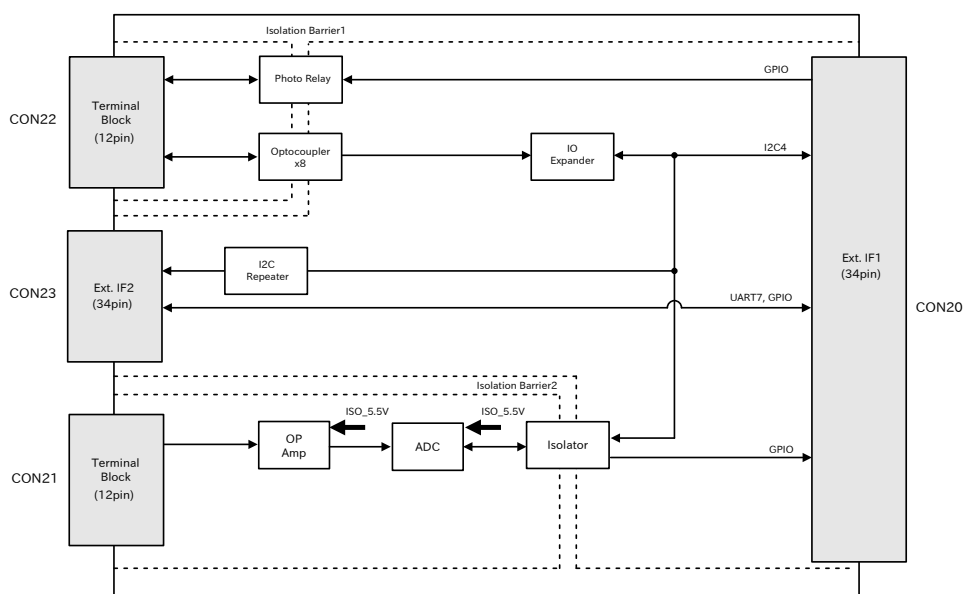 Isolation Barrier1
CON22
Terminal
Block
(12pin)
Photo Relay
GPIO
Optocoupler
x8
IO
Expander
I2C4
CON23
Ext. IF2
(34pin)
I2C
Repeater
UART7, GPIO
Ext. IF1
(34pin)
CON20
Isolation Barrier2
CON21
Terminal
Block
(12pin)
OP
Amp
ISO_5.5V
ADC
ISO_5.5V
Isolator
GPIO